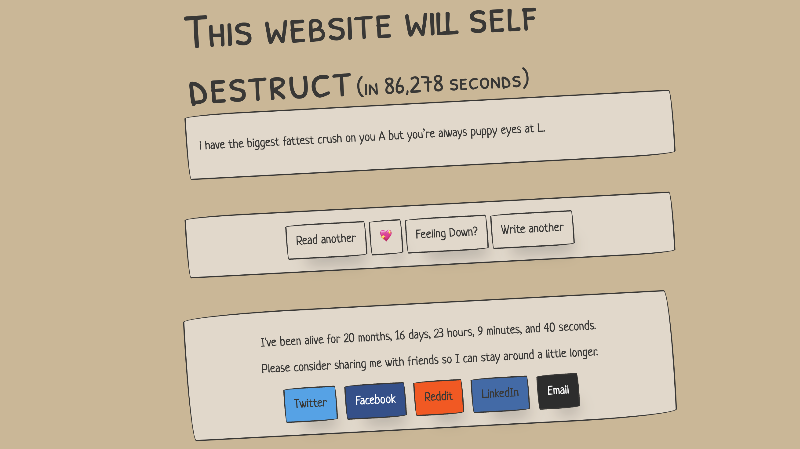 This website will self
destruct (in 86,278 seconds)
I have the biggest fattest crush on you A but you're always puppy eyes at L.
Read another
Feeling Down?
Write another
I've been alive for 20 months, 16 days, 23 hours, 9 minutes, and 40 seconds.
Please consider sharing me with friends so I can stay around a little longer.
Twitter
Facebook
Reddit
LinkedIn
Email